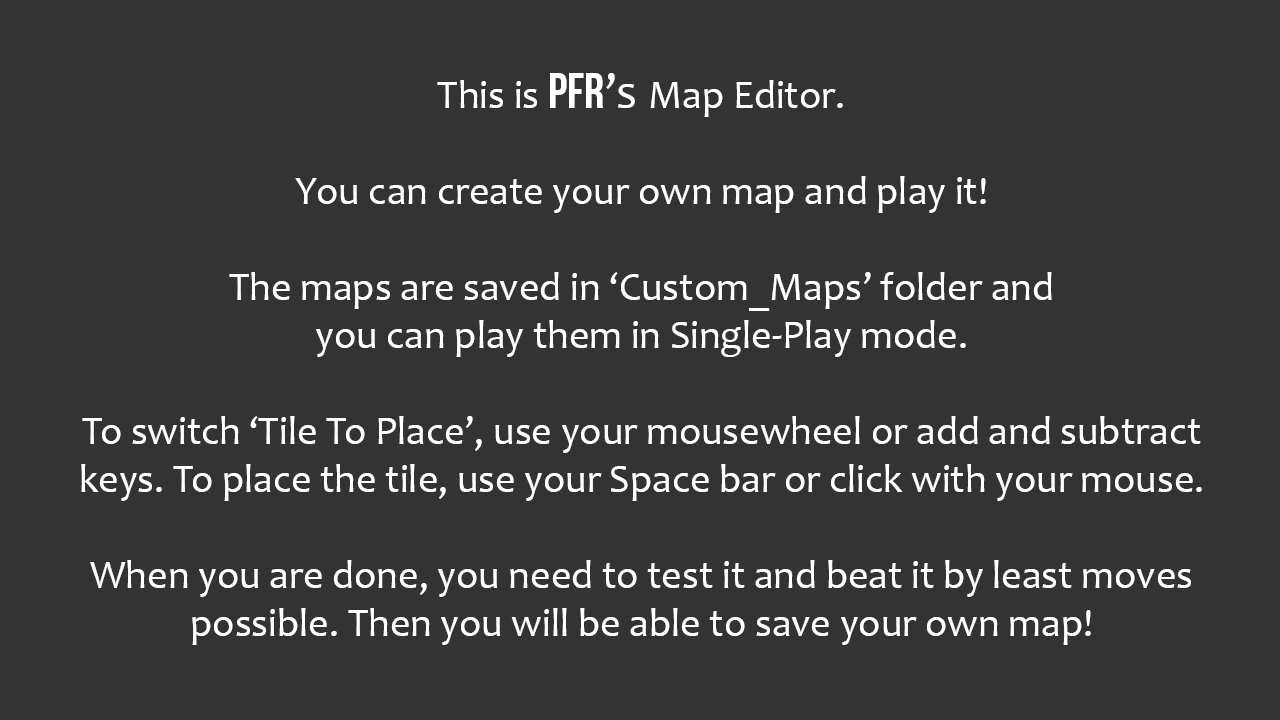 This is PFR’s Map Editor.
You can create your own map and play it!
The maps are saved in ‘Custom_Maps’ folder and
you can play them in Single-Play mode.
To switch ‘Tile To Place’, use your mousewheel or add and subtract
keys. To place the tile, use your Space bar or click with your mouse.
When you are done, you need to test it and beat it by least moves
possible. Then you will be able to save your own map!